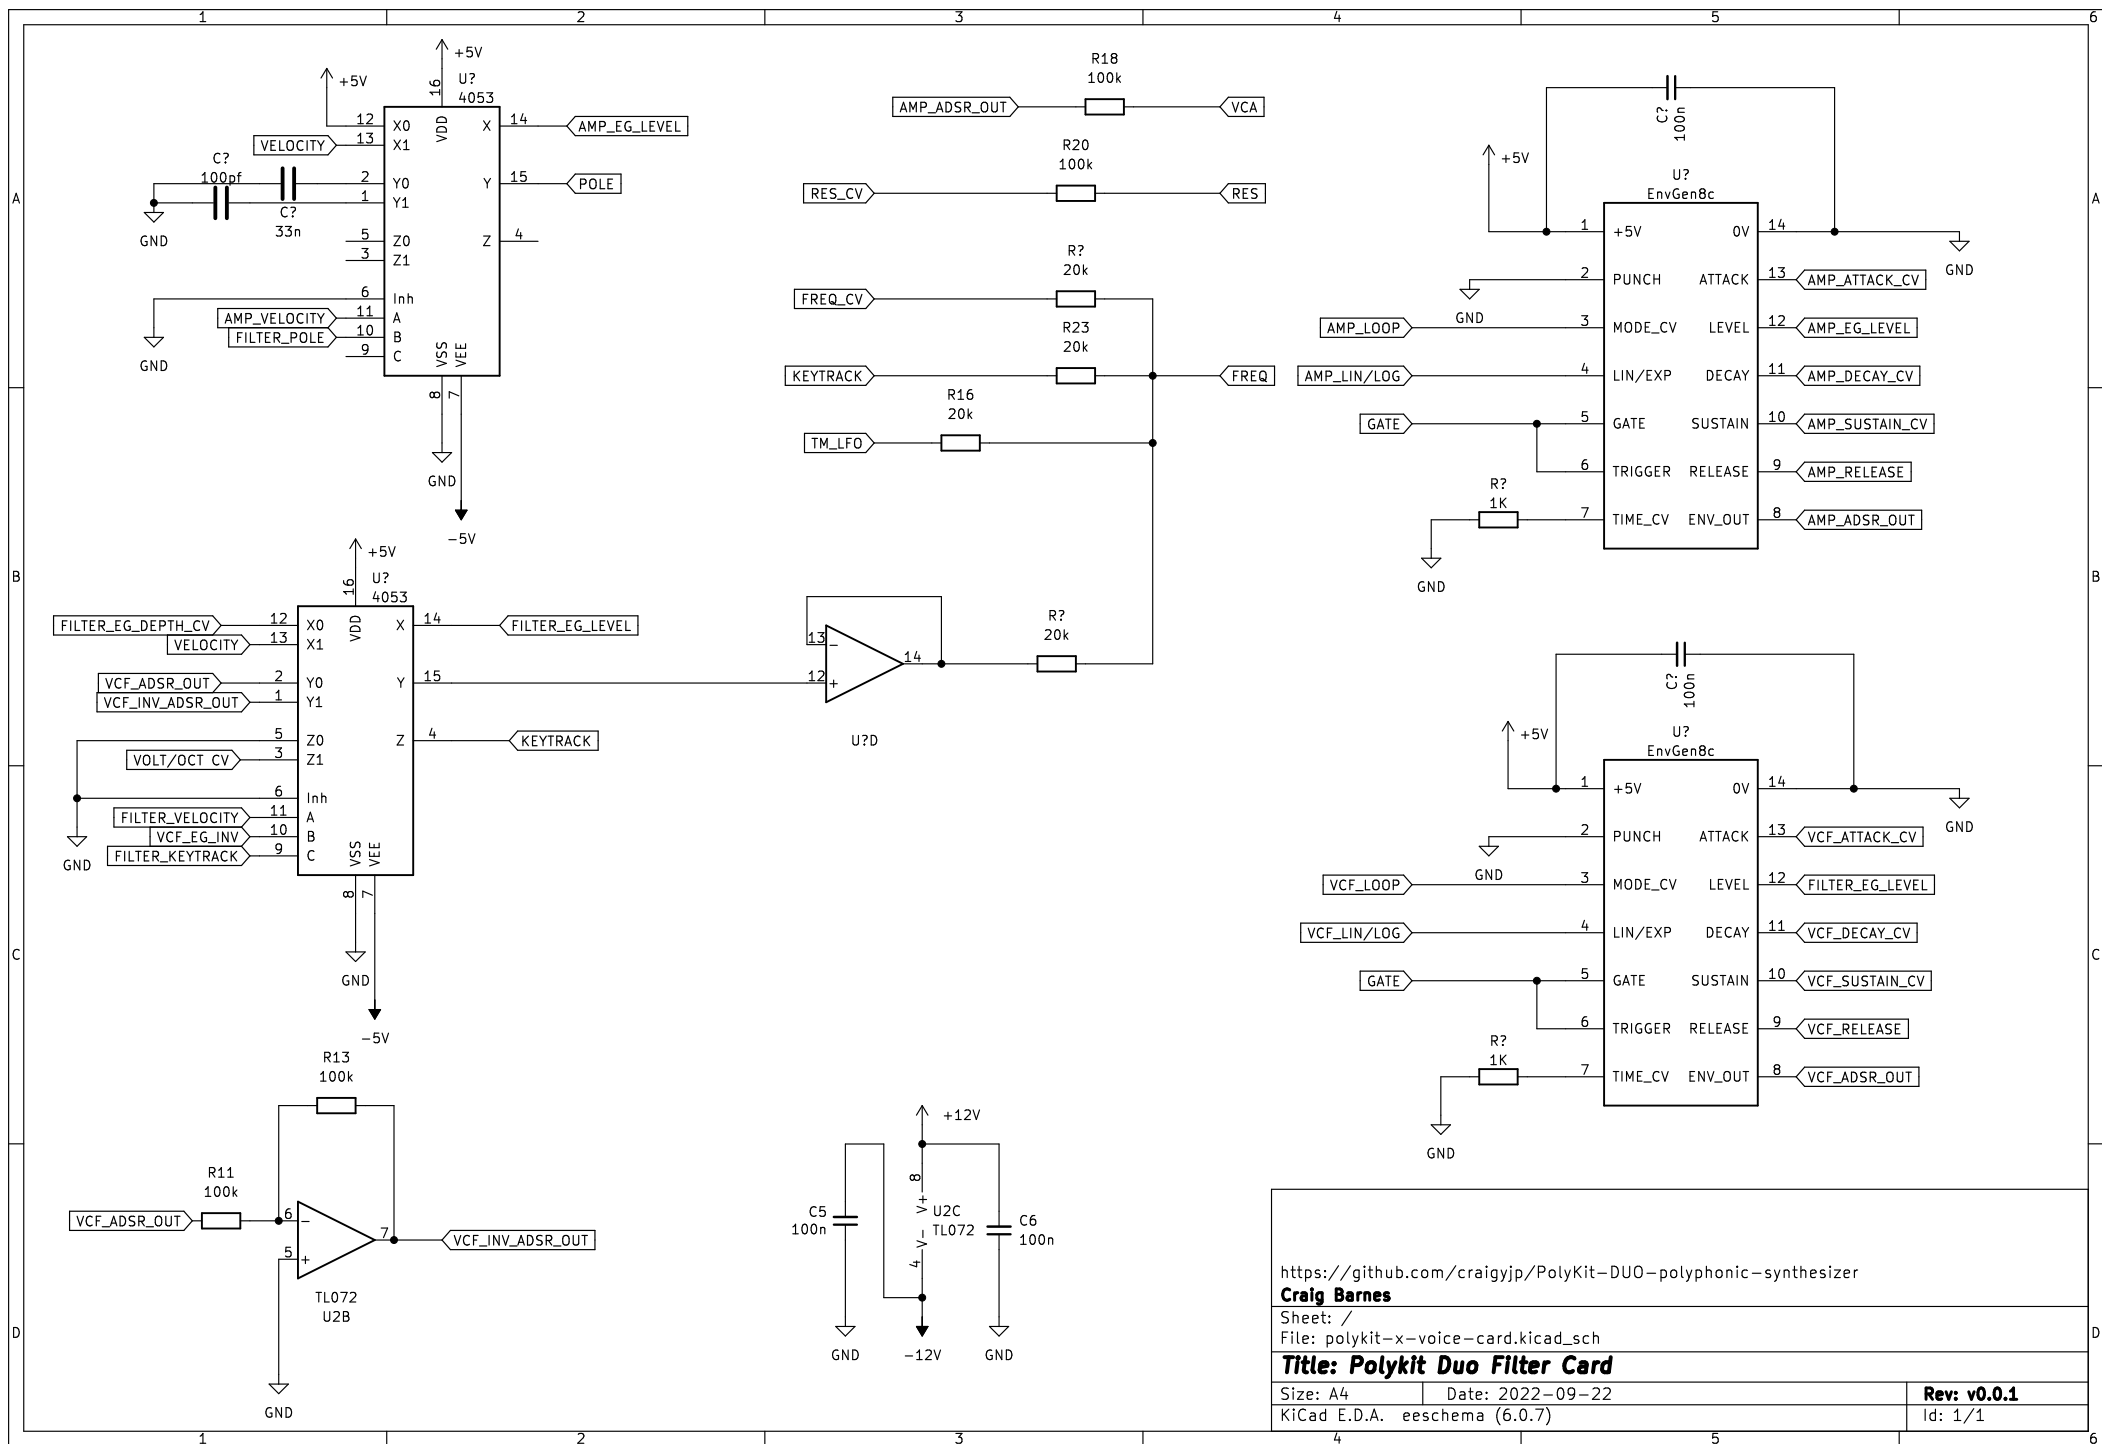 1 2 3 4 5 6
A
B
C
D
+5V
+5V
16
U?
4053
12 X0 VDD X 14 AMP_EG_LEVEL
VELOCITY 13 X1
C?
100pf
2 Y0 Y 15 POLE
1 Y1
C?
33n
GND
5 Z0 Z 4
3 Z1
6 Inh
AMP_VELOCITY 11 A
FILTER_POLE 10 B
9 C
VSS VEE
8 7
GND
GND
-5V
+5V
16
U?
4053
FILTER_EG_DEPTH_CV 12 X0 VDD X 14 FILTER_EG_LEVEL
VELOCITY 13 X1
VCF_ADSR_OUT 2 Y0 Y 15
VCF_INV_ADSR_OUT 1 Y1
5 Z0 Z 4 KEYTRACK
VOLT/OCT CV 3 Z1
6 Inh
FILTER_VELOCITY 11 A
VCF_EG_INV 10 B
FILTER_KEYTRACK 9 C
VSS VEE
8 7
GND
GND
-5V
R13
100k
R11
100k
VCF_ADSR_OUT 6 -
5 +
7 VCF_INV_ADSR_OUT
TL072
U2B
GND
R18
100k
AMP_ADSR_OUT VCA
R20
100k
RES_CV RES
R?
20k
FREQ_CV
R23
20k
KEYTRACK FREQ
R16
20k
TM_LFO
13 -
12 +
14
R?
20k
U?D
+12V
8
V+
U2C
TL072
V-
4
C5
100n
C6
100n
GND -12V GND
C?
100n
+5V
U?
EnvGen8c
1 +5V 0V 14
GND
2 PUNCH ATTACK 13 AMP_ATTACK_CV
GND
AMP_LOOP 3 MODE_CV LEVEL 12 AMP_EG_LEVEL
AMP_LIN/LOG 4 LIN/EXP DECAY 11 AMP_DECAY_CV
GATE 5 GATE SUSTAIN 10 AMP_SUSTAIN_CV
6 TRIGGER RELEASE 9 AMP_RELEASE
R?
1K
7 TIME_CV ENV_OUT 8 AMP_ADSR_OUT
GND
C?
100n
+5V
U?
EnvGen8c
1 +5V 0V 14
GND
2 PUNCH ATTACK 13 VCF_ATTACK_CV
GND
VCF_LOOP 3 MODE_CV LEVEL 12 FILTER_EG_LEVEL
VCF_LIN/LOG 4 LIN/EXP DECAY 11 VCF_DECAY_CV
GATE 5 GATE SUSTAIN 10 VCF_SUSTAIN_CV
6 TRIGGER RELEASE 9 VCF_RELEASE
R?
1K
7 TIME_CV ENV_OUT 8 VCF_ADSR_OUT
GND
https://github.com/craigyjp/PolyKit-DUO-polyphonic-synthesizer
Craig Barnes
Sheet: /
File: polykit-x-voice-card.kicad_sch
Title: Polykit Duo Filter Card
Size: A4 Date: 2022-09-22 Rev: v0.0.1
KiCad E.D.A. eeschema (6.0.7) Id: 1/1
A
B
C
D
1 2 3 4 5 6